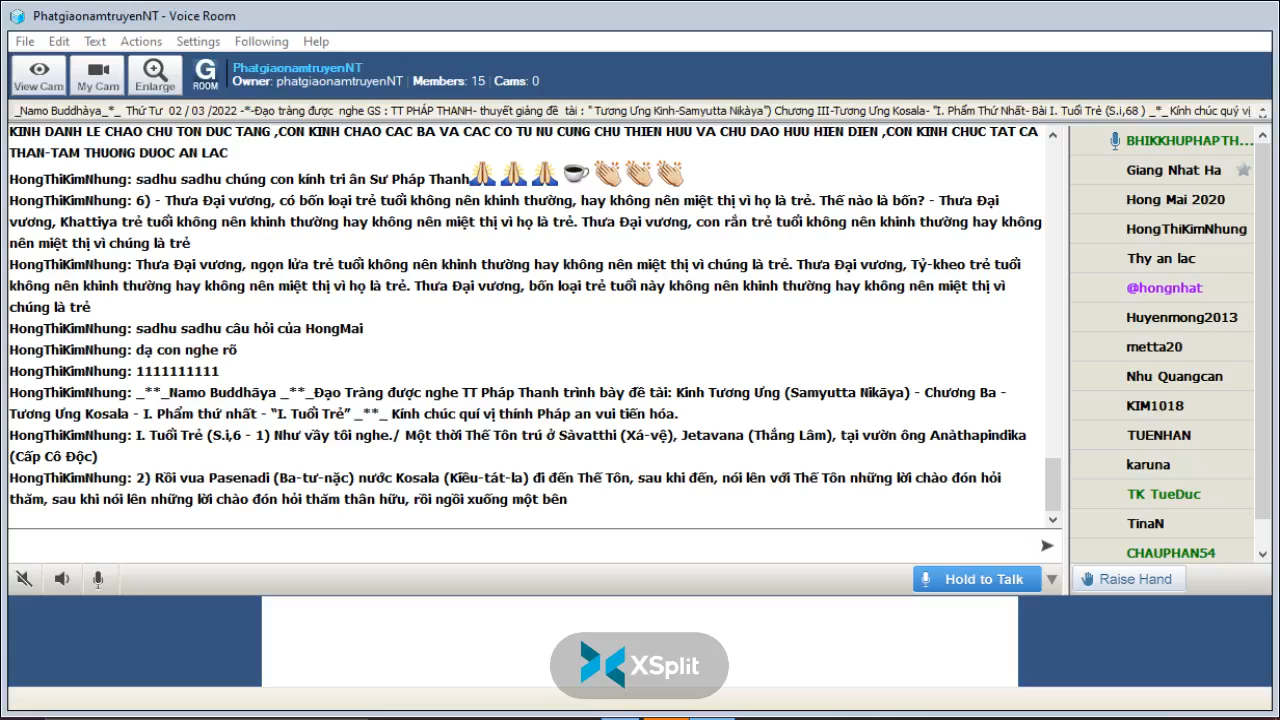 PhatgiaonamtruyenNT - Voice Room
File Edit Text Actions Settings Following Help
View Cam My Cam Enlarge G ROOM
PhatgiaonamtruyenNT
Owner: phatgiaonamtruyenNT Members: 15 Cams: 0
_Namo Buddhàya_*_ Thứ Tư 02 / 03 /2022 -*-Đạo tràng được nghe GS : TT PHÁP THANH- thuyết giảng đề tài : " Tương Ưng Kinh-Samyutta Nikàya") Chương III-Tương Ưng Kosala- "I. Phẩm Thứ Nhất- Bài I. Tuổi Trẻ (S.i,68 ) _*_ Kính chúc quý vị
KINH DANH LE CHAO CHU TON DUC TANG ,CON KINH CHAO CAC BA VA CAC CO TU NU CUNG CHU THIEN HUU VA CHU DAO HUU HIEN DIEN ,CON KINH CHUC TAT CA
THAN-TAM THUONG DUOC AN LAC
HongThiKimNhung: sadhu sadhu chúng con kính tri ân Sư Pháp Thanh🙏🙏🙏☕👏👏👏
HongThiKimNhung: 6) - Thưa Đại vương, có bốn loại trẻ tuổi không nên khinh thường, hay không nên miệt thị vì họ là trẻ. Thế nào là bốn? - Thưa Đại
vương, Khattiya trẻ tuổi không nên khinh thường hay không nên miệt thị vì họ là trẻ. Thưa Đại vương, con rắn trẻ tuổi không nên khinh thường hay không
nên miệt thị vì chúng là trẻ
HongThiKimNhung: Thưa Đại vương, ngọn lửa trẻ tuổi không nên khinh thường hay không nên miệt thị vì chúng là trẻ. Thưa Đại vương, Tỷ-kheo trẻ tuổi
không nên khinh thường hay không nên miệt thị vì họ là trẻ. Thưa Đại vương, bốn loại trẻ tuổi này không nên khinh thường hay không nên miệt thị vì
chúng là trẻ
HongThiKimNhung: sadhu sadhu câu hỏi của HongMai
HongThiKimNhung: dạ con nghe rõ
HongThiKimNhung: 1111111111
HongThiKimNhung: _**_Namo Buddhāya _**_Đạo Tràng được nghe TT Pháp Thanh trình bày đề tài: Kinh Tương Ưng (Samyutta Nikāya) - Chương Ba -
Tương Ưng Kosala - I. Phẩm thứ nhất - “I. Tuổi Trẻ” _**_ Kính chúc quí vị thính Pháp an vui tiến hóa.
HongThiKimNhung: I. Tuổi Trẻ (S.i,6 - 1) Như vầy tôi nghe./ Một thời Thế Tôn trú ở Sàvatthi (Xá-vệ), Jetavana (Thắng Lâm), tại vườn ông Anàthapindika
(Cấp Cô Độc)
HongThiKimNhung: 2) Rồi vua Pasenadi (Ba-tư-nặc) nước Kosala (Kiều-tát-la) đi đến Thế Tôn, sau khi đến, nói lên với Thế Tôn những lời chào đón hỏi
thăm, sau khi nói lên những lời chào đón hỏi thăm thân hữu, rồi ngồi xuống một bên
BHIKKHUPHAPTH...
Giang Nhat Ha
Hong Mai 2020
HongThiKimNhung
Thy an lac
@hongnhat
Huyenmong2013
metta20
Nhu Quangcan
KIM1018
TUENHAN
karuna
TK TueDuc
TinaN
CHAUPHAN54
Hold to Talk
Raise Hand
XSplit